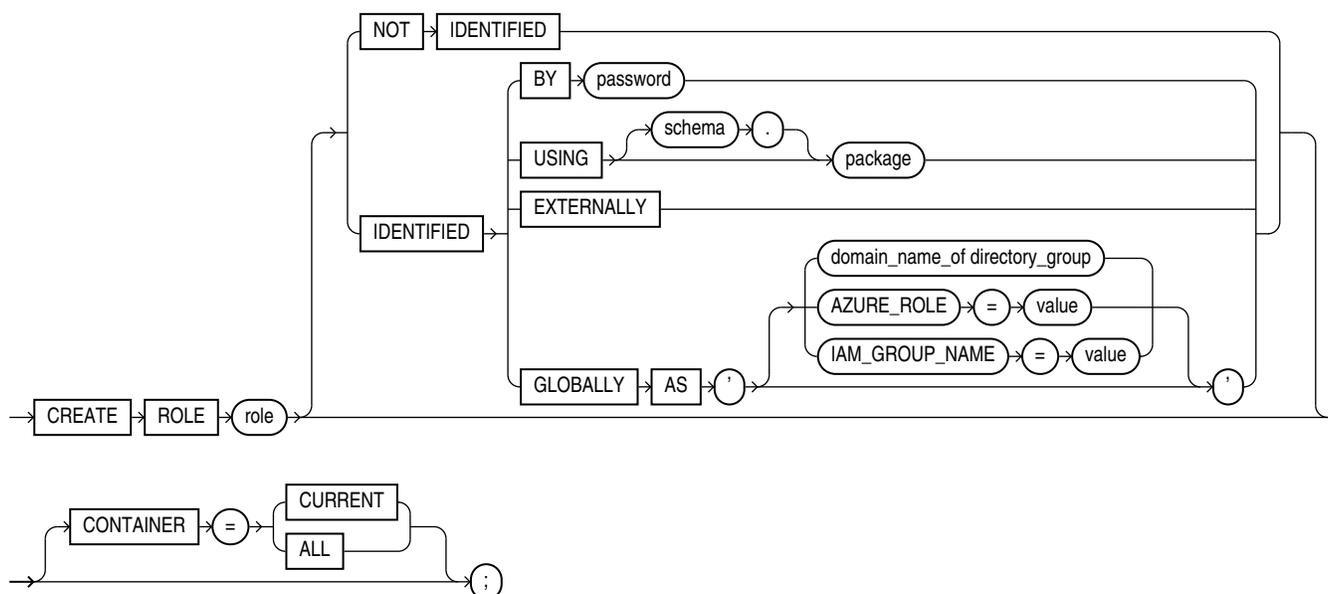 NOT IDENTIFIED
BY password
schema .
USING package
EXTERNALLY
IDENTIFIED
domain_name_of directory_group
AZURE_ROLE = value
IAM_GROUP_NAME = value
GLOBALLY AS ' '
CREATE ROLE role
CURRENT
CONTAINER =
ALL
;